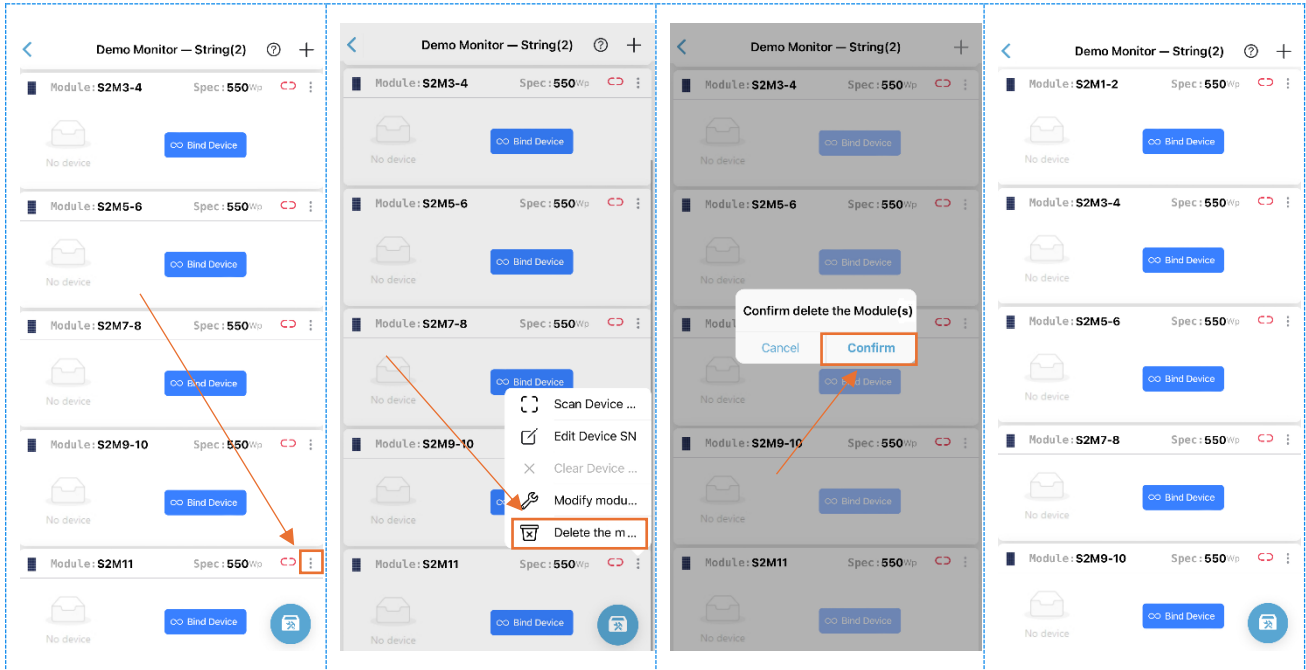 Demo Monitor — String(2)
Module:S2M3-4 Spec:550Wp
No device
Bind Device
Module:S2M5-6 Spec:550Wp
No device
Bind Device
Module:S2M7-8 Spec:550Wp
No device
Bind Device
Module:S2M9-10 Spec:550Wp
No device
Bind Device
Module:S2M11 Spec:550Wp
No device
Bind Device
Demo Monitor — String(2)
Module:S2M3-4 Spec:550Wp
No device
Bind Device
Module:S2M5-6 Spec:550Wp
No device
Bind Device
Module:S2M7-8 Spec:550Wp
No device
Bind Device
Scan Device ...
Edit Device SN
Module:S2M9-10
Clear Device ...
Modify modu...
No device
Delete the m ...
Module:S2M11 Spec:550Wp
No device
Bind Device
Demo Monitor — String(2)
Module:S2M3-4 Spec:550Wp
No device
Bind Device
Module:S2M5-6 Spec:550Wp
No device
Bind Device
Confirm delete the Module(s)
Cancel Confirm
No device
Bind Device
Module:S2M9-10 Spec:550Wp
No device
Bind Device
Module:S2M11 Spec:550Wp
No device
Bind Device
Demo Monitor — String(2)
Module:S2M1-2 Spec:550Wp
No device
Bind Device
Module:S2M3-4 Spec:550Wp
No device
Bind Device
Module:S2M5-6 Spec:550Wp
No device
Bind Device
Module:S2M7-8 Spec:550Wp
No device
Bind Device
Module:S2M9-10 Spec:550Wp
No device
Bind Device